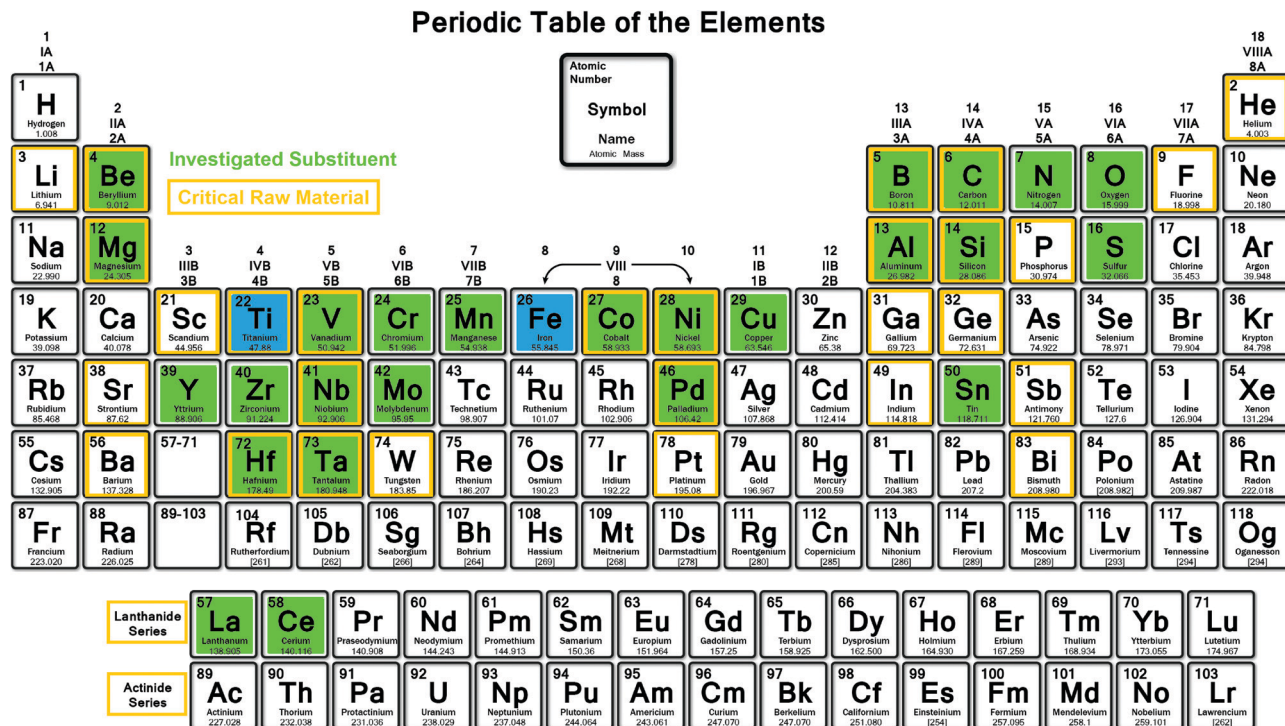 Periodic Table of the Elements
1 18
IA VIIIA
1A 8A
Atomic
Number
Symbol
Name
Atomic Mass
1 2
H He
Hydrogen Helium
1.008 4.003
2 13 14 15 16 17
IIA IIIA IVA VA VIA VIIA
2A 3A 4A 5A 6A 7A
Investigated Substituent
Critical Raw Material
3 4 5 6 7 8 9 10
Li Be B C N O F Ne
Lithium Beryllium Boron Carbon Nitrogen Oxygen Fluorine Neon
6.941 9.012 10.811 12.011 14.007 15.999 18.998 20.180
11 12 13 14 15 16 17 18
Na Mg Al Si P S Cl Ar
Sodium Magnesium Aluminum Silicon Phosphorus Sulfur Chlorine Argon
22.990 24.305 26.982 28.086 30.974 32.066 35.453 39.948
3 4 5 6 7 8 9 10 11 12
IIIB IVB VB VIB VIIB VIII IB IIB
3B 4B 5B 6B 7B 8 1B 2B
19 20 21 22 23 24 25 26 27 28 29 30 31 32 33 34 35 36
K Ca Sc Ti V Cr Mn Fe Co Ni Cu Zn Ga Ge As Se Br Kr
Potassium Calcium Scandium Titanium Vanadium Chromium Manganese Iron Cobalt Nickel Copper Zinc Gallium Germanium Arsenic Selenium Bromine Krypton
39.098 40.078 44.956 47.88 50.942 51.996 54.938 55.845 58.933 58.693 63.546 65.38 69.723 72.631 74.922 78.971 79.904 84.798
37 38 39 40 41 42 43 44 45 46 47 48 49 50 51 52 53 54
Rb Sr Y Zr Nb Mo Tc Ru Rh Pd Ag Cd In Sn Sb Te I Xe
Rubidium Strontium Yttrium Zirconium Niobium Molybdenum Technetium Ruthenium Rhodium Palladium Silver Cadmium Indium Tin Antimony Tellurium Iodine Xenon
85.468 87.62 88.906 91.224 92.906 95.95 98.907 101.07 102.906 106.42 107.868 112.414 114.818 118.711 121.760 127.6 126.904 131.294
55 56 57-71 72 73 74 75 76 77 78 79 80 81 82 83 84 85 86
Cs Ba Hf Ta W Re Os Ir Pt Au Hg Tl Pb Bi Po At Rn
Cesium Barium Hafnium Tantalum Tungsten Rhenium Osmium Iridium Platinum Gold Mercury Thallium Lead Bismuth Polonium Astatine Radon
132.905 137.328 178.49 180.948 183.85 186.207 190.23 192.22 195.08 196.967 200.59 204.383 207.2 208.980 [208.982] 209.987 222.018
87 88 89-103 104 105 106 107 108 109 110 111 112 113 114 115 116 117 118
Fr Ra Rf Db Sg Bh Hs Mt Ds Rg Cn Nh Fl Mc Lv Ts Og
Francium Radium Rutherfordium Dubnium Seaborgium Bohrium Hassium Meitnerium Darmstadtium Roentgenium Copernicium Nihonium Flerovium Moscovium Livermorium Tennessine Oganesson
223.020 226.025 [261] [262] [266] [264] [269] [268] [278] [280] [285] [286] [289] [289] [293] [294] [294]
Lanthanide
Series
57 58 59 60 61 62 63 64 65 66 67 68 69 70 71
La Ce Pr Nd Pm Sm Eu Gd Tb Dy Ho Er Tm Yb Lu
Lanthanum Cerium Praseodymium Neodymium Promethium Samarium Europium Gadolinium Terbium Dysprosium Holmium Erbium Thulium Ytterbium Lutetium
138.905 140.116 140.908 144.243 144.913 150.36 151.964 157.25 158.925 162.500 164.930 167.259 168.934 173.055 174.967
Actinide
Series
89 90 91 92 93 94 95 96 97 98 99 100 101 102 103
Ac Th Pa U Np Pu Am Cm Bk Cf Es Fm Md No Lr
Actinium Thorium Protactinium Uranium Neptunium Plutonium Americium Curium Berkelium Californium Einsteinium Fermium Mendelevium Nobelium Lawrencium
227.028 232.038 231.036 238.029 237.048 244.064 243.061 247.070 247.070 251.080 [254] 257.095 258.1 259.101 [262]